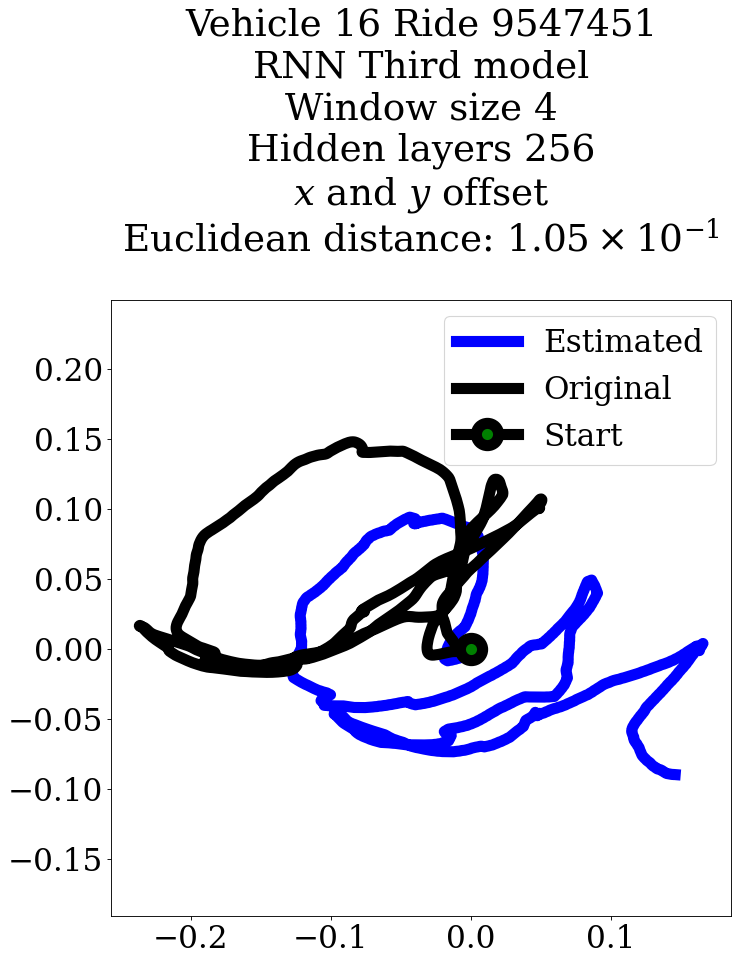 Vehicle 16 Ride 9547451
RNN Third model
Window size 4
Hidden layers 256
x and y offset
Euclidean distance: 1.05 × 10⁻¹
Estimated
Original
Start
0.20
0.15
0.10
0.05
0.00
−0.05
−0.10
−0.15
−0.2 −0.1 0.0 0.1